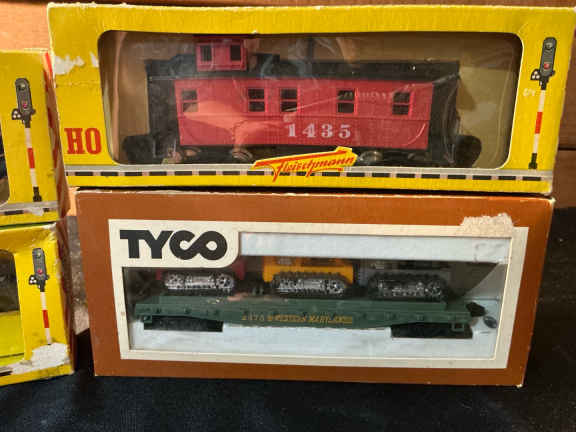 HO
1435
Fleischmann
TYCO
WESTERN MARYLAND